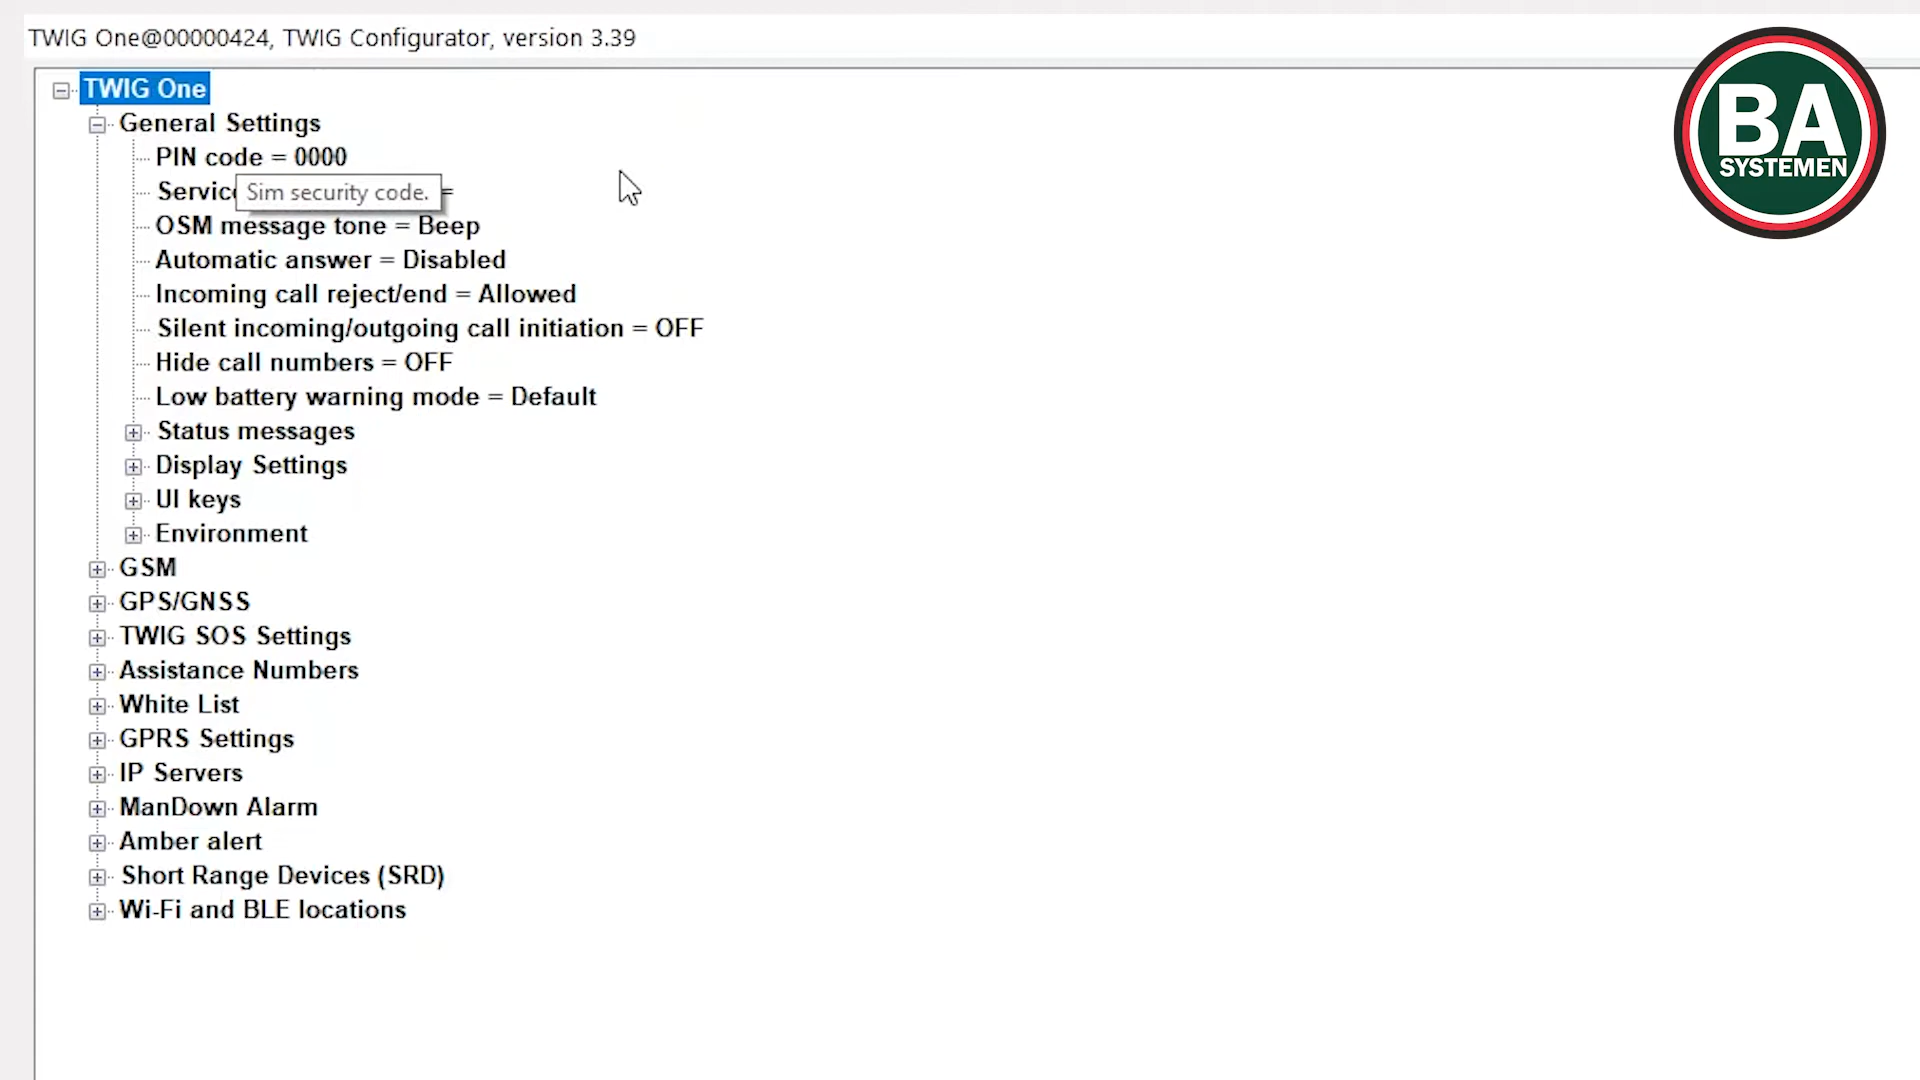 TWIG One@00000424, TWIG Configurator, version 3.39
BA
SYSTEMEN
TWIG One
General Settings
PIN code = 0000
Sim security code. =
OSM message tone = Beep
Automatic answer = Disabled
Incoming call reject/end = Allowed
Silent incoming/outgoing call initiation = OFF
Hide call numbers = OFF
Low battery warning mode = Default
Status messages
Display Settings
UI keys
Environment
GSM
GPS/GNSS
TWIG SOS Settings
Assistance Numbers
White List
GPRS Settings
IP Servers
ManDown Alarm
Amber alert
Short Range Devices (SRD)
Wi-Fi and BLE locations